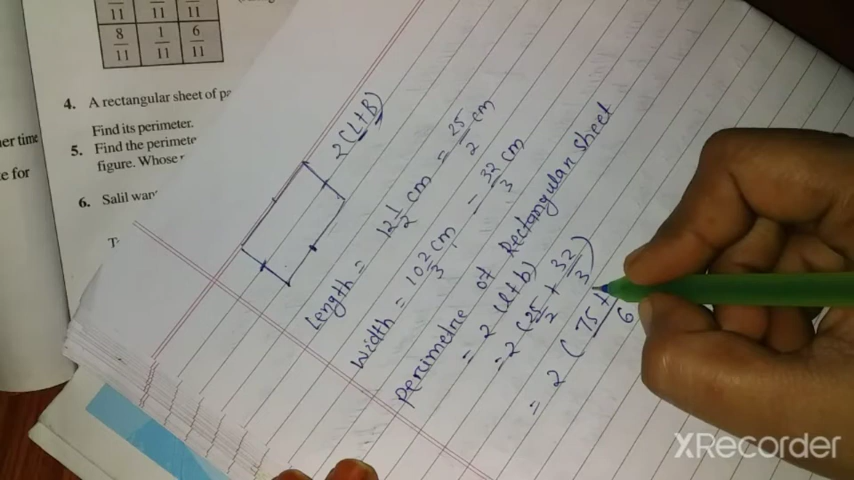 11 11 11
8/11 1/11 6/11
4. A rectangular sheet of pa
Find its perimeter.
5. Find the perimete
figure. Whose
6. Salil wan
er time
e for
2(L+B)
Length = 12 1/2 cm = 25/2 cm
Width = 10 2/3 cm = 32/3 cm
Perimetre of Rectangular sheet
= 2 (l+b)
= 2 (25/2 + 32/3)
= 2 (75+ / 6
XRecorder